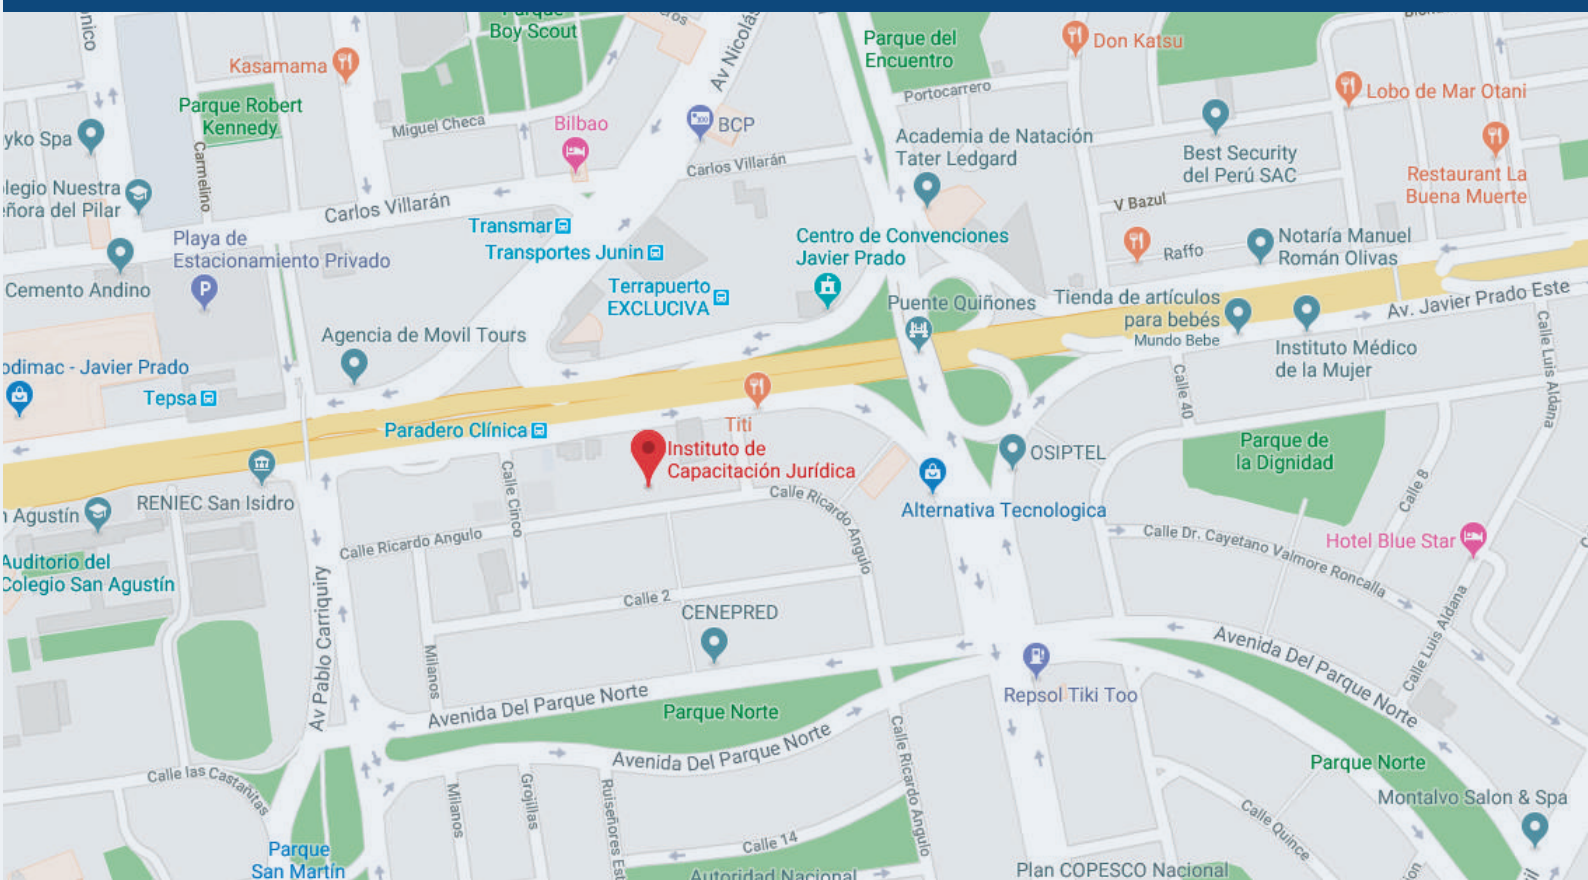 Parque
Boy Scout
Av Nicolás
Parque del
Encuentro
Don Katsu
Kasamama
Portocarrero
Lobo de Mar Otani
Parque Robert
Kennedy
Miguel Checa
Bilbao
BCP
Academia de Natación
Tater Ledgard
Best Security
del Perú SAC
yko Spa
Carmelino
Carlos Villarán
Restaurant La
Buena Muerte
legio Nuestra
ñora del Pilar
Carlos Villarán
V Bazul
Transmar
Transportes Junin
Centro de Convenciones
Javier Prado
Raffo
Notaría Manuel
Román Olivas
Playa de
Estacionamiento Privado
P
Cemento Andino
Terrapuerto
EXCLUCIVA
Puente Quiñones
Tienda de artículos
para bebés
Mundo Bebe
Av. Javier Prado Este
Agencia de Movil Tours
Instituto Médico
de la Mujer
Calle Luis Aldana
odimac - Javier Prado
Tepsa
Calle 40
Paradero Clínica
Titi
Instituto de
Capacitación Jurídica
OSIPTEL
Parque de
la Dignidad
RENIEC San Isidro
Calle Cinco
Calle Ricardo Angulo
Alternativa Tecnologica
Calle 8
n Agustín
Calle Ricardo Angulo
Calle Dr. Cayetano Valmore Roncalla
Hotel Blue Star
Auditorio del
Colegio San Agustín
Av Pablo Carriquiry
Calle 2
CENEPRED
Milanos
Calle Luis Aldana
Avenida Del Parque Norte
Repsol Tiki Too
Avenida Del Parque Norte
Parque Norte
Avenida Del Parque Norte
Calle Ricardo Angulo
Parque Norte
Calle las Castañitas
Milanos
Grojillas
Ruiseñores Est
Montalvo Salon & Spa
Calle 14
Calle Quince
Parque
San Martín
Autoridad Nacional
Plan COPESCO Nacional